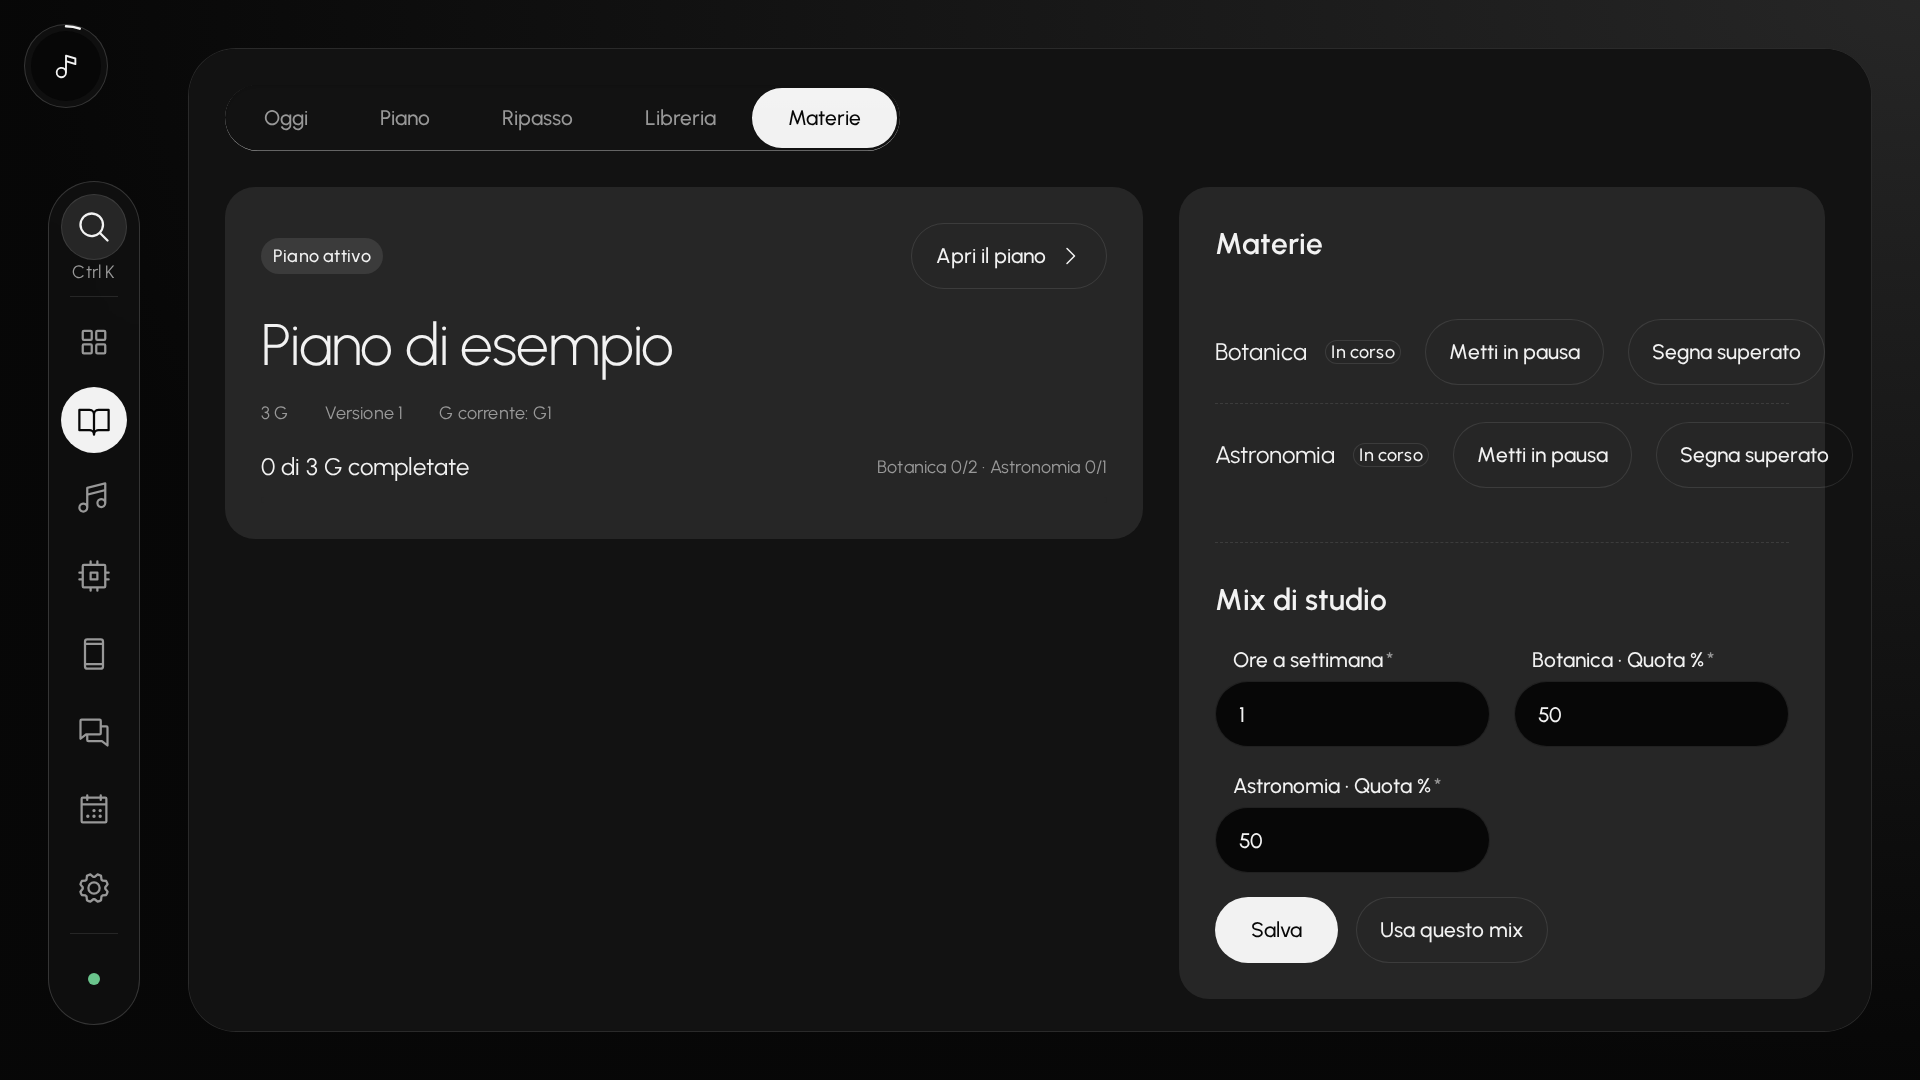 Oggi
Piano
Ripasso
Libreria
Materie
Ctrl K
Piano attivo
Apri il piano
Piano di esempio
3 G
Versione 1
G corrente: G1
0 di 3 G completate
Botanica 0/2 · Astronomia 0/1
Materie
Botanica
In corso
Metti in pausa
Segna superato
Astronomia
In corso
Metti in pausa
Segna superato
Mix di studio
Ore a settimana *
1
Botanica · Quota % *
50
Astronomia · Quota % *
50
Salva
Usa questo mix